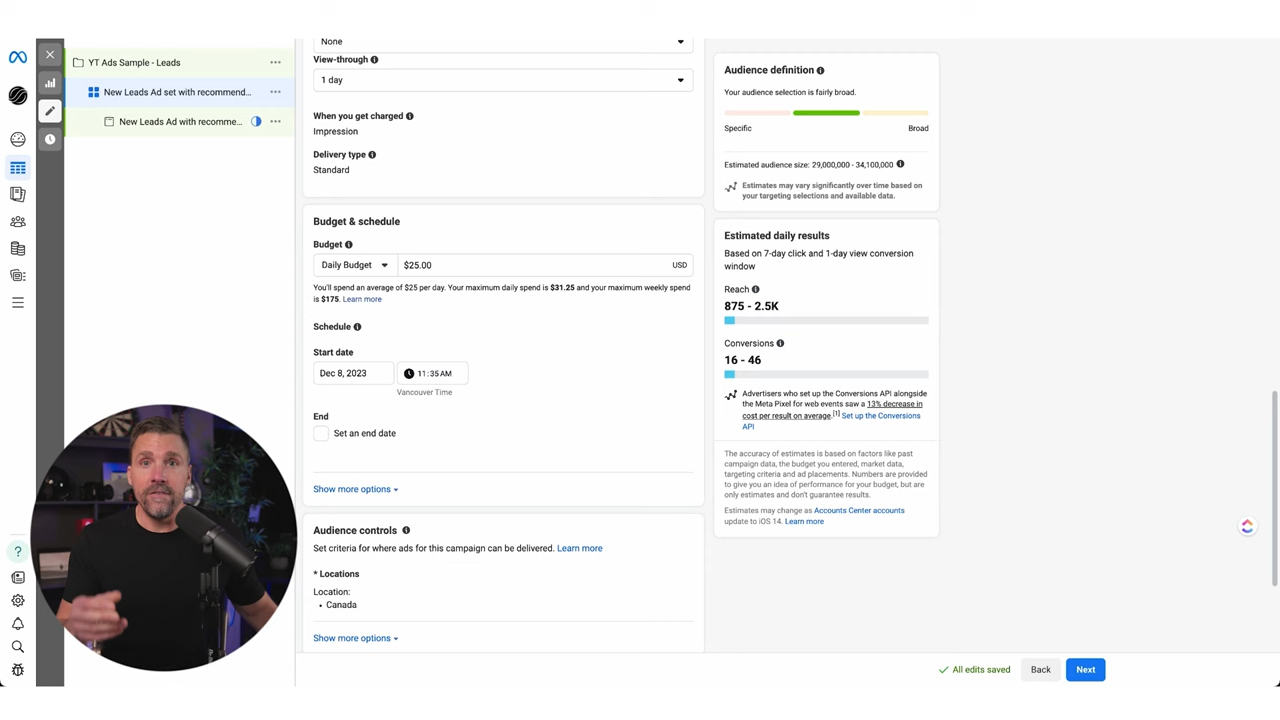 None
View-through
1 day
When you get charged
Impression
Delivery type
Standard
YT Ads Sample - Leads
New Leads Ad set with recommend...
New Leads Ad with recomme...
Budget & schedule
Budget
Daily Budget
$25.00
USD
You'll spend an average of $25 per day. Your maximum daily spend is $31.25 and your maximum weekly spend
is $175. Learn more
Schedule
Start date
Dec 8, 2023
11:35 AM
Vancouver Time
End
Set an end date
Show more options
Audience controls
Set criteria for where ads for this campaign can be delivered. Learn more
* Locations
Location:
• Canada
Show more options
Audience definition
Your audience selection is fairly broad.
Specific
Broad
Estimated audience size: 29,000,000 - 34,100,000
Estimates may vary significantly over time based on
your targeting selections and available data.
Estimated daily results
Based on 7-day click and 1-day view conversion
window
Reach
875 - 2.5K
Conversions
16 - 46
Advertisers who set up the Conversions API alongside
the Meta Pixel for web events saw a 13% decrease in
cost per result on average.[1] Set up the Conversions
API
The accuracy of estimates is based on factors like past
campaign data, the budget you entered, market data,
targeting criteria and ad placements. Numbers are provided
to give you an idea of performance for your budget, but are
only estimates and don't guarantee results.
Estimates may change as Accounts Center accounts
update to iOS 14. Learn more
All edits saved
Back
Next